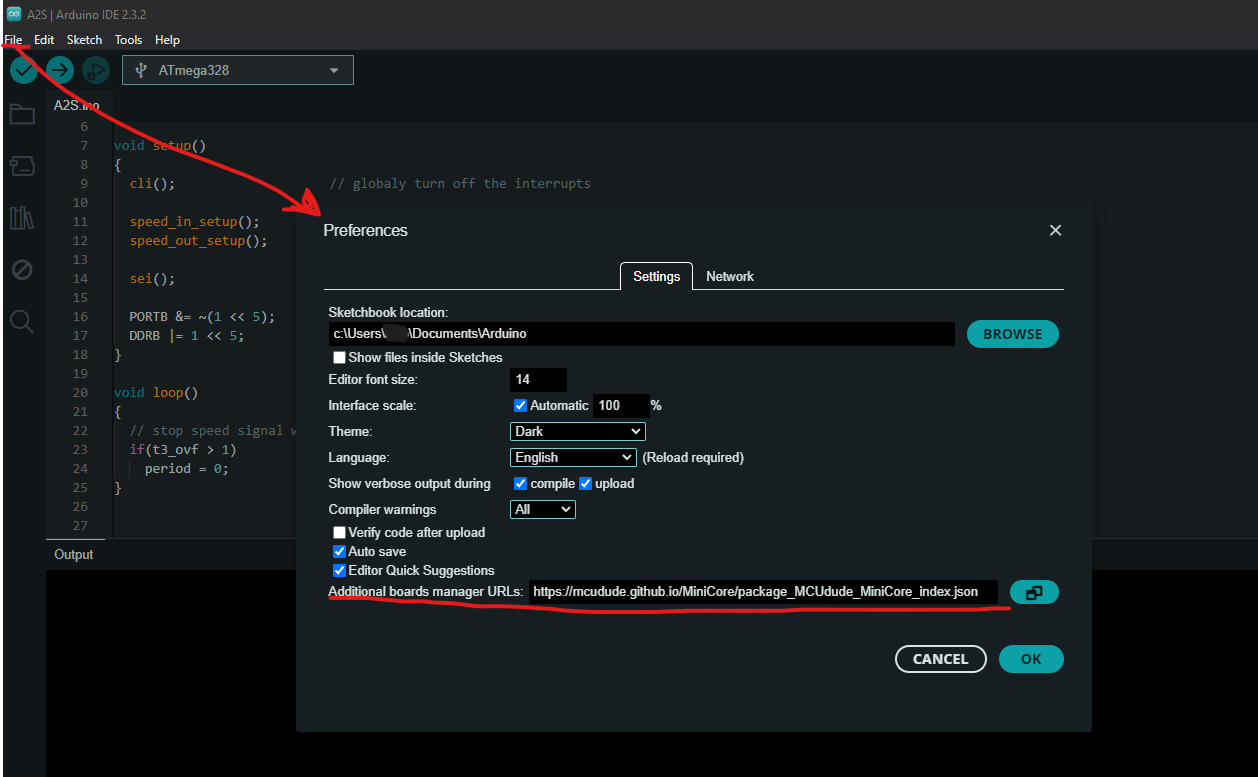 A2S | Arduino IDE 2.3.2
File Edit Sketch Tools Help
ATmega328
A2S.ino
6
7 void setup()
8 {
9 cli(); // globaly turn off the interrupts
10
11 speed_in_setup();
12 speed_out_setup();
13
14 sei();
15
16 PORTB &= ~(1 << 5);
17 DDRB |= 1 << 5;
18 }
19
20 void loop()
21 {
22 // stop speed signal
23 if(t3_ovf > 1)
24 period = 0;
25 }
26
27
Output
Preferences
Settings Network
Sketchbook location:
c:\Users\ \Documents\Arduino
BROWSE
Show files inside Sketches
Editor font size: 14
Interface scale: Automatic 100 %
Theme: Dark
Language: English (Reload required)
Show verbose output during compile upload
Compiler warnings All
Verify code after upload
Auto save
Editor Quick Suggestions
Additional boards manager URLs: https://mcudude.github.io/MiniCore/package_MCUdude_MiniCore_index.json
CANCEL OK